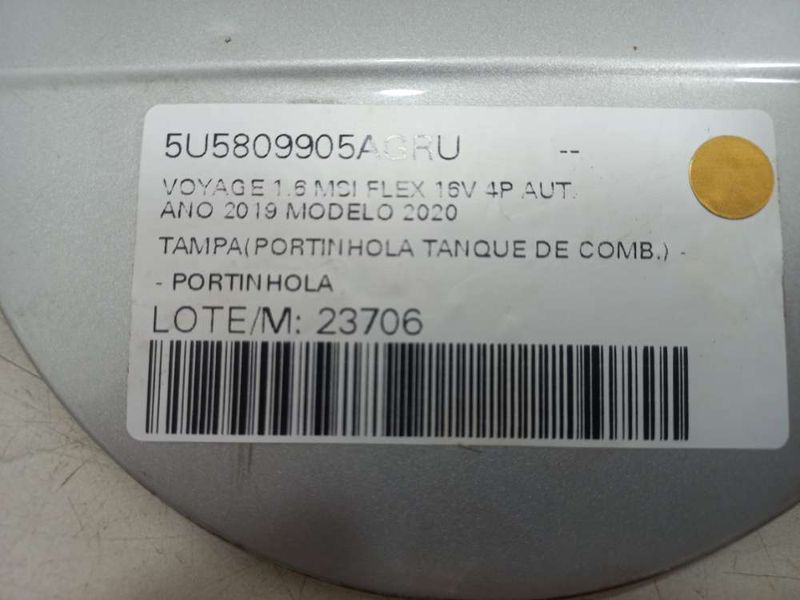 5U5809905AGRU --
VOYAGE 1.6 MSI FLEX 16V 4P AUT.
ANO 2019 MODELO 2020
TAMPA(PORTINHOLA TANQUE DE COMB.) -
- PORTINHOLA
LOTE/M: 23706